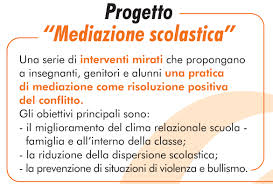 Progetto
“Mediazione scolastica”
Una serie di interventi mirati che propongano
a insegnanti, genitori e alunni una pratica
di mediazione come risoluzione positiva
del conflitto.
Gli obiettivi principali sono:
- il miglioramento del clima relazionale scuola -
famiglia e all'interno della classe;
- la riduzione della dispersione scolastica;
- la prevenzione di situazioni di violenza e bullismo.